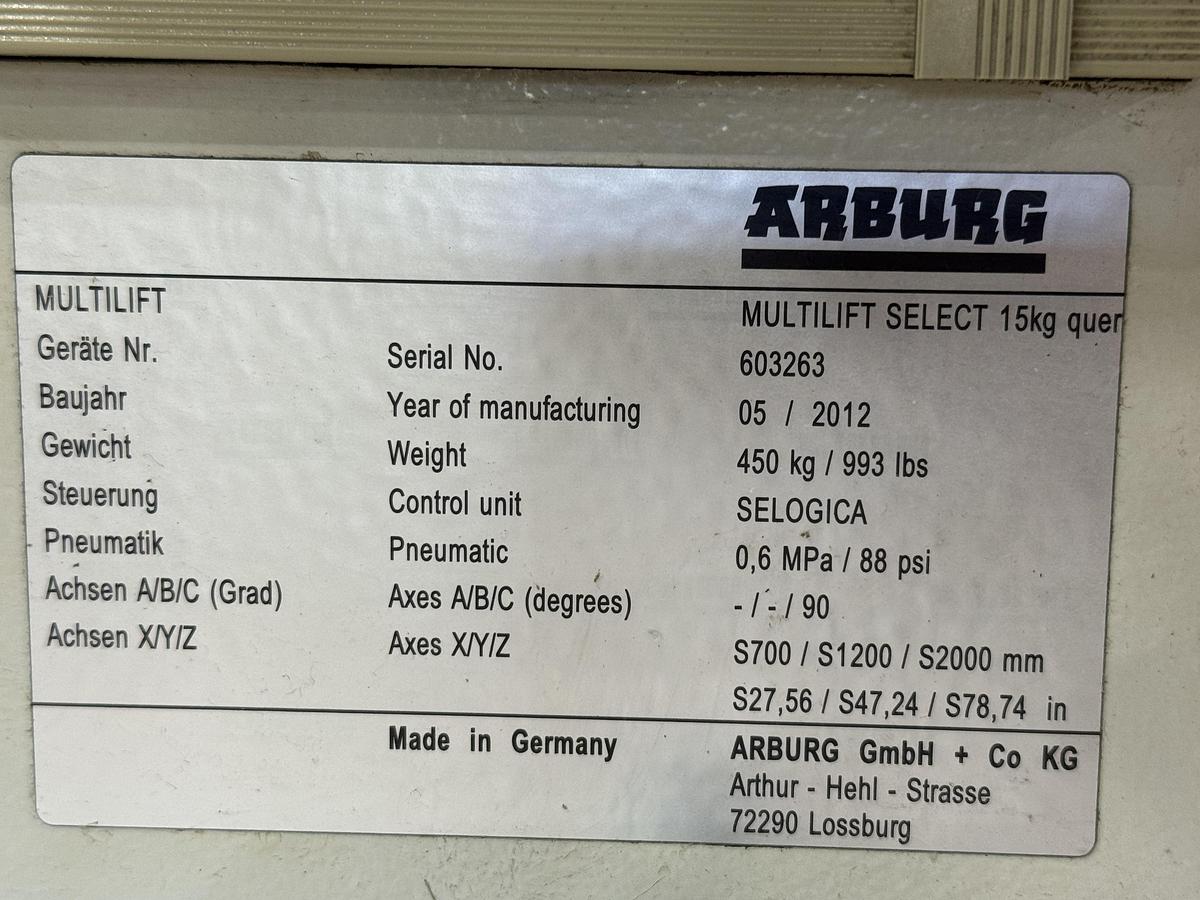 ARBURG
MULTILIFT MULTILIFT SELECT 15kg quer
Geräte Nr. Serial No. 603263
Baujahr Year of manufacturing 05 / 2012
Gewicht Weight 450 kg / 993 lbs
Steuerung Control unit SELOGICA
Pneumatik Pneumatic 0,6 MPa / 88 psi
Achsen A/B/C (Grad) Axes A/B/C (degrees) - / - / 90
Achsen X/Y/Z Axes X/Y/Z S700 / S1200 / S2000 mm
S27,56 / S47,24 / S78,74 in
Made in Germany ARBURG GmbH + Co KG
Arthur - Hehl - Strasse
72290 Lossburg